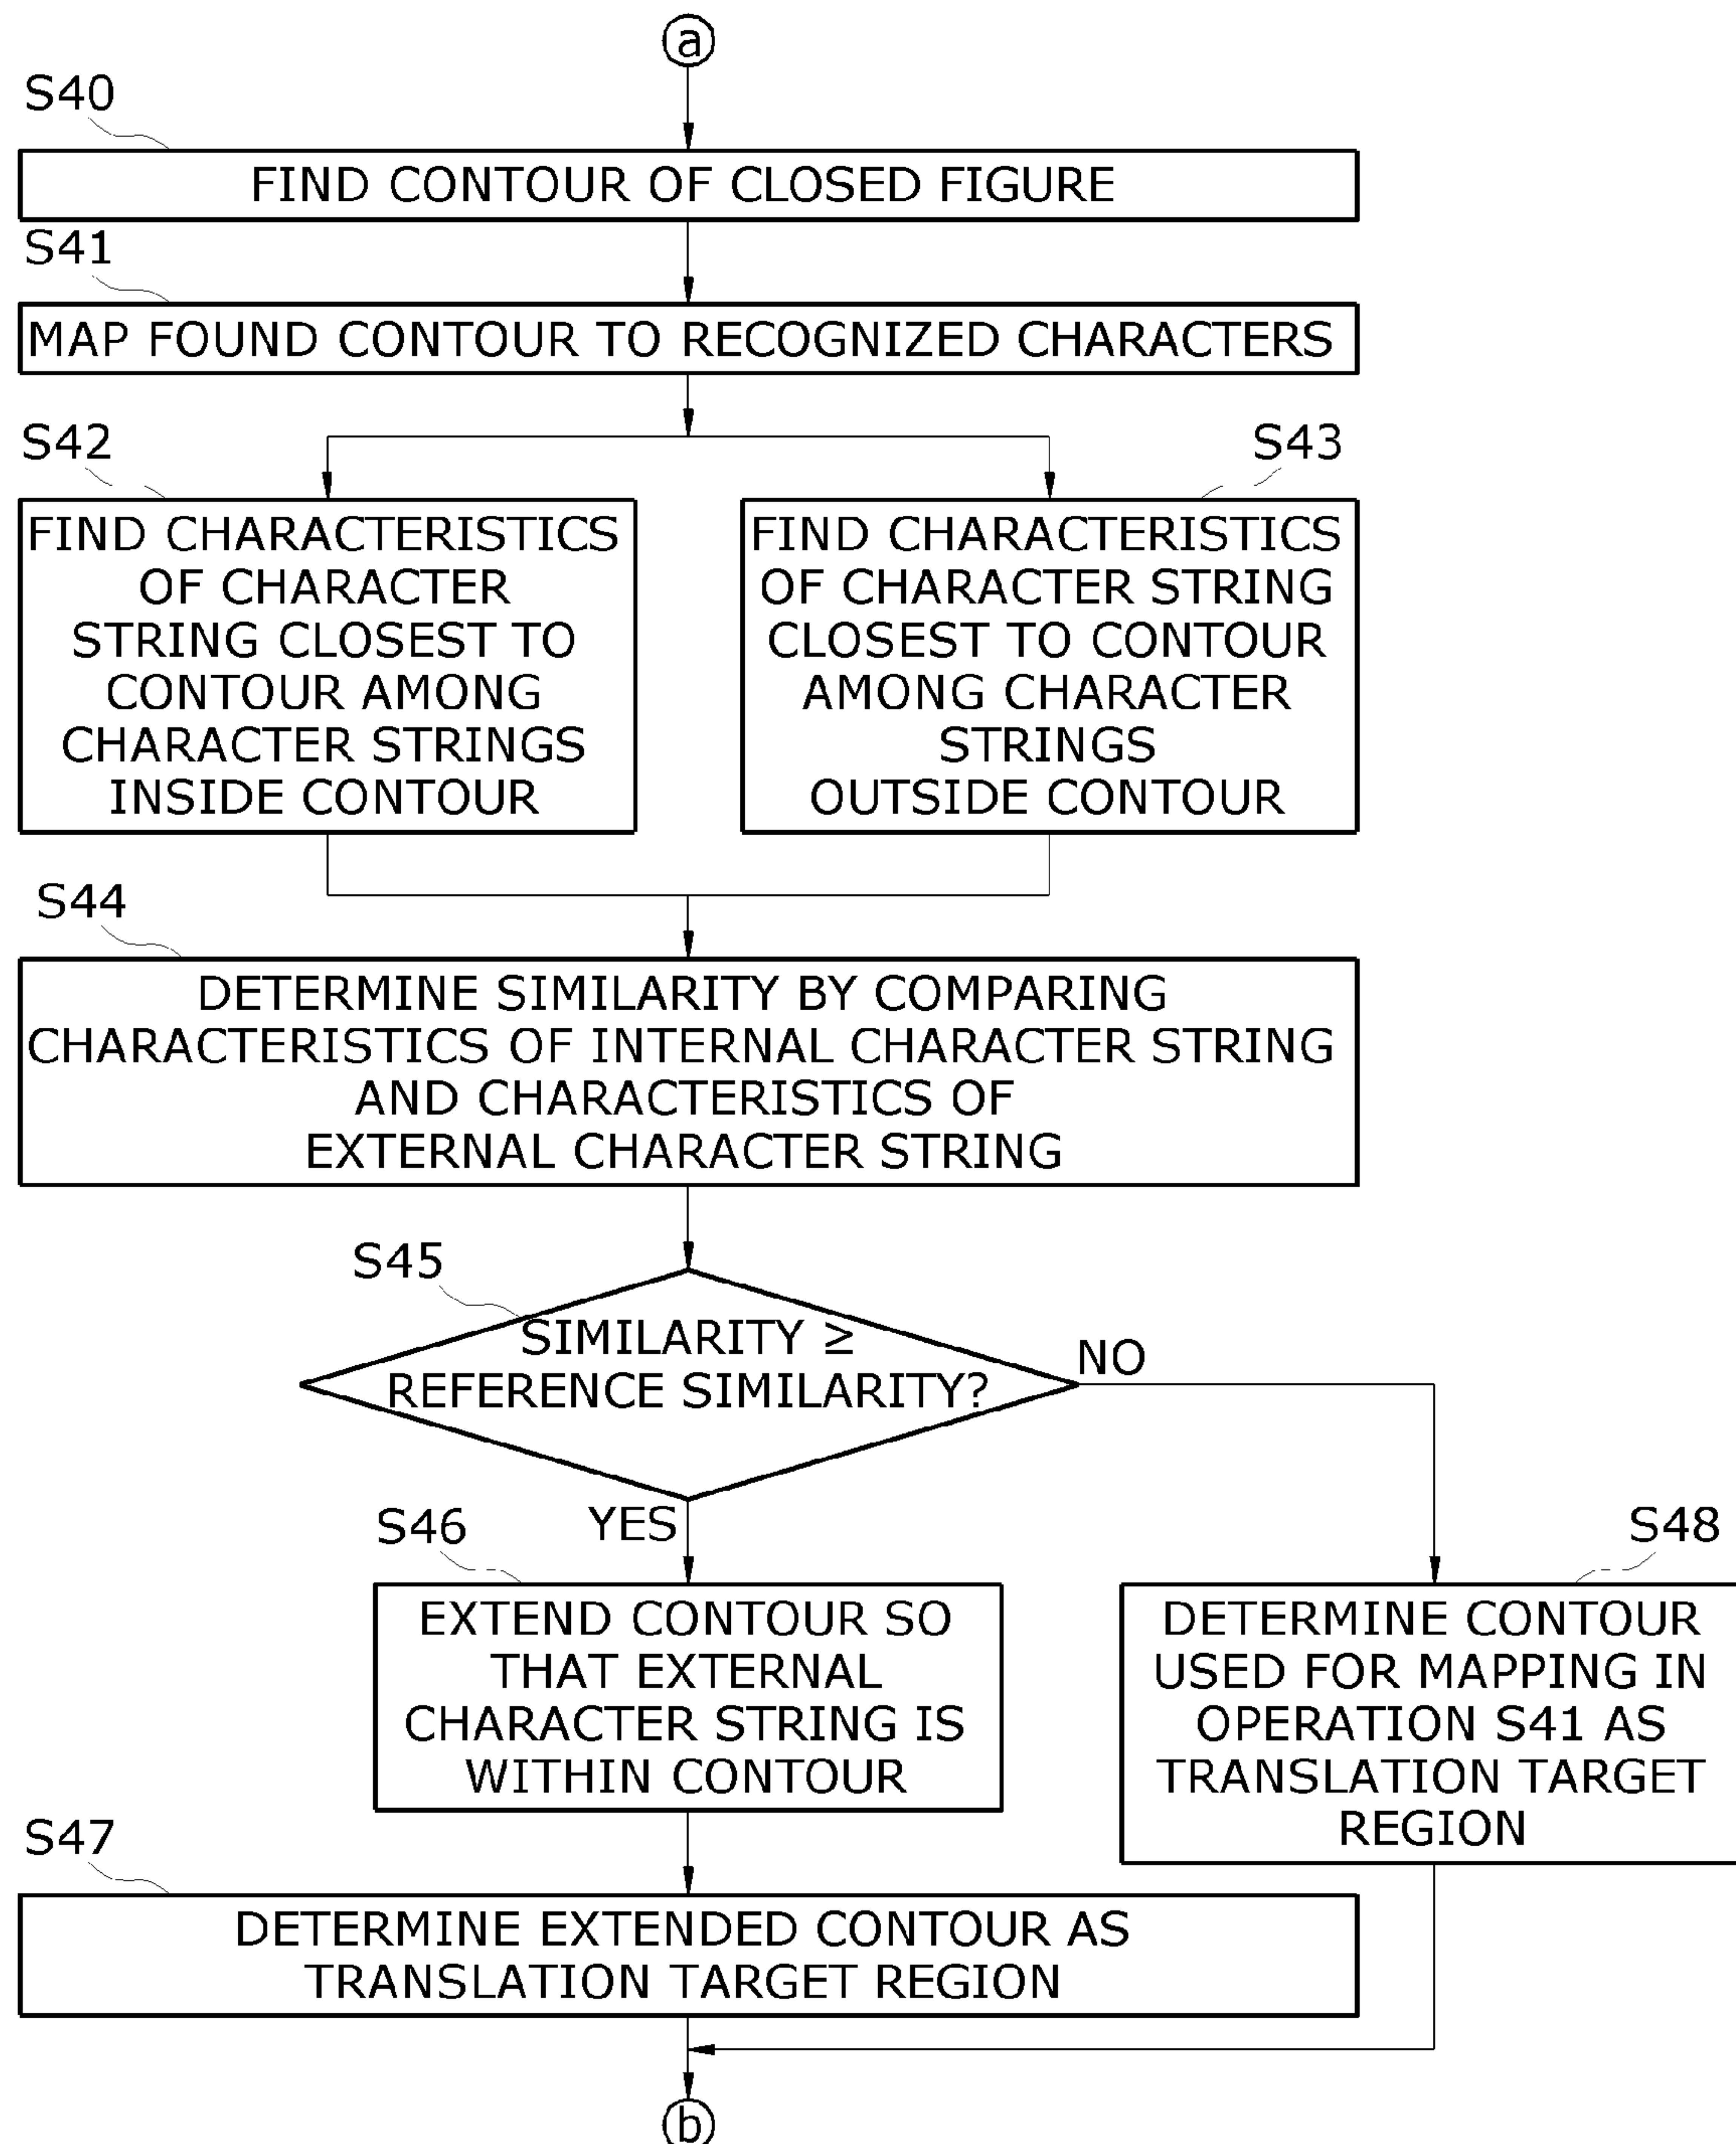 a
S40
FIND CONTOUR OF CLOSED FIGURE
S41
MAP FOUND CONTOUR TO RECOGNIZED CHARACTERS
S42
FIND CHARACTERISTICS
OF CHARACTER
STRING CLOSEST TO
CONTOUR AMONG
CHARACTER STRINGS
INSIDE CONTOUR
S43
FIND CHARACTERISTICS
OF CHARACTER STRING
CLOSEST TO CONTOUR
AMONG CHARACTER
STRINGS
OUTSIDE CONTOUR
S44
DETERMINE SIMILARITY BY COMPARING
CHARACTERISTICS OF INTERNAL CHARACTER STRING
AND CHARACTERISTICS OF
EXTERNAL CHARACTER STRING
S45
SIMILARITY ≥
REFERENCE SIMILARITY?
NO
YES
S46
EXTEND CONTOUR SO
THAT EXTERNAL
CHARACTER STRING IS
WITHIN CONTOUR
S48
DETERMINE CONTOUR
USED FOR MAPPING IN
OPERATION S41 AS
TRANSLATION TARGET
REGION
S47
DETERMINE EXTENDED CONTOUR AS
TRANSLATION TARGET REGION
b